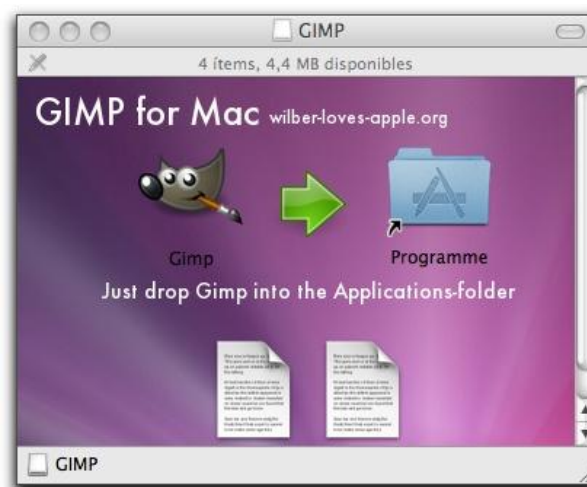 GIMP
4 ítems, 4,4 MB disponibles
GIMP for Mac wilber-loves-apple.org
Gimp
Programme
Just drop Gimp into the Applications-folder
GIMP